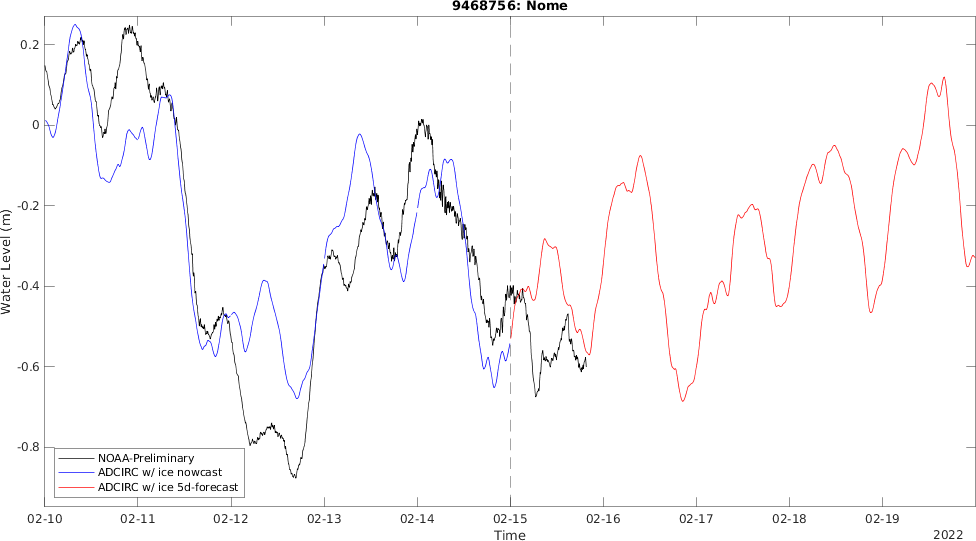 9468756: Nome
0.2
0
-0.2
-0.4
-0.6
-0.8
Water Level (m)
NOAA-Preliminary
ADCIRC w/ ice nowcast
ADCIRC w/ ice 5d-forecast
02-10 02-11 02-12 02-13 02-14 02-15 02-16 02-17 02-18 02-19
Time
2022